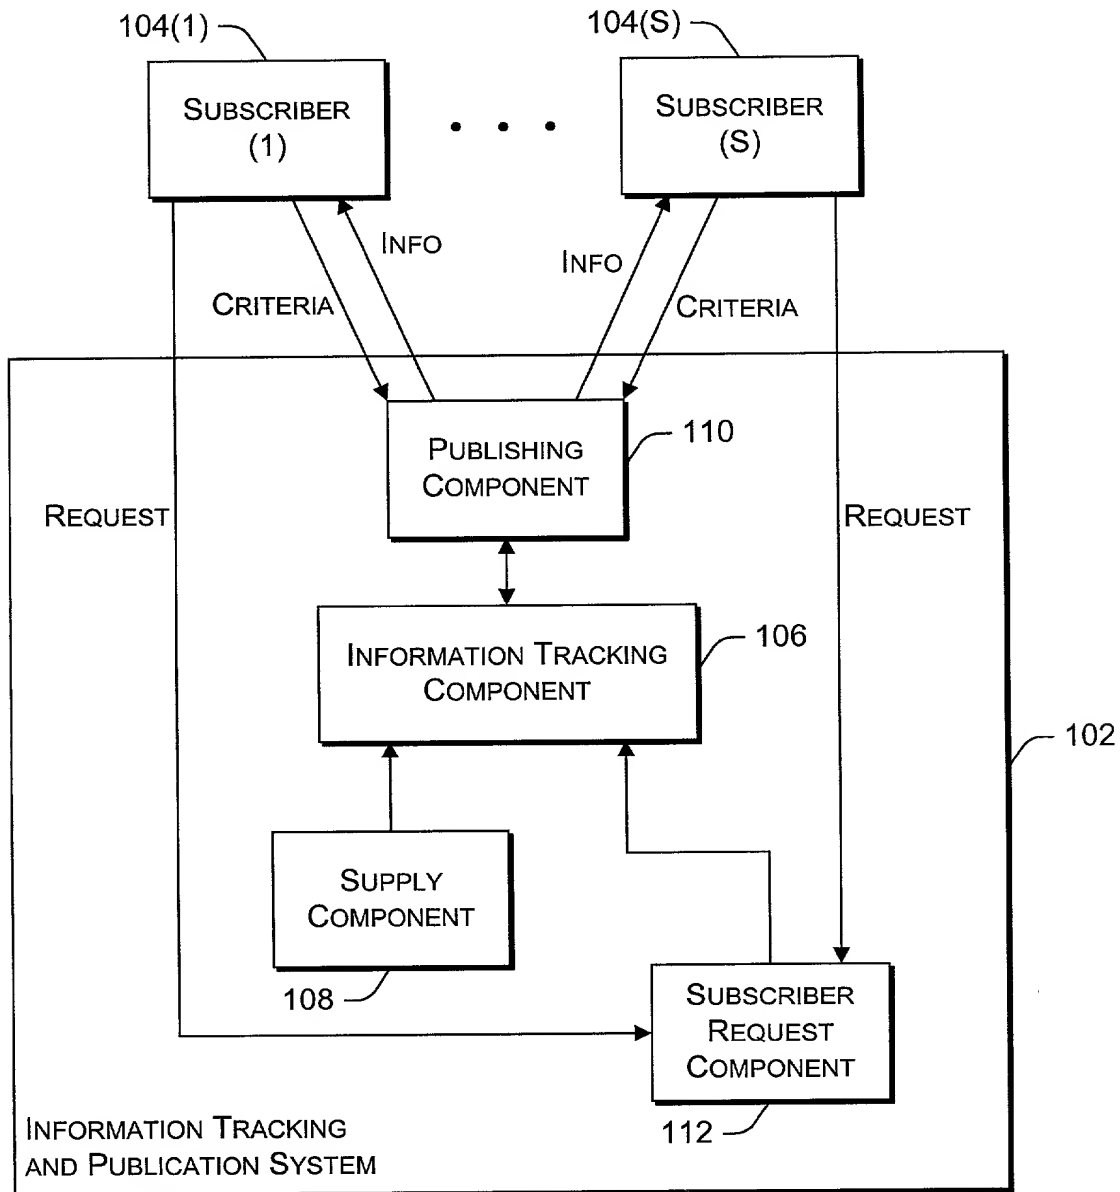 104(1)
104(S)
SUBSCRIBER
(1)
SUBSCRIBER
(S)
INFO
INFO
CRITERIA
CRITERIA
PUBLISHING
COMPONENT
110
REQUEST
REQUEST
INFORMATION TRACKING
COMPONENT
106
102
SUPPLY
COMPONENT
108
SUBSCRIBER
REQUEST
COMPONENT
112
INFORMATION TRACKING
AND PUBLICATION SYSTEM